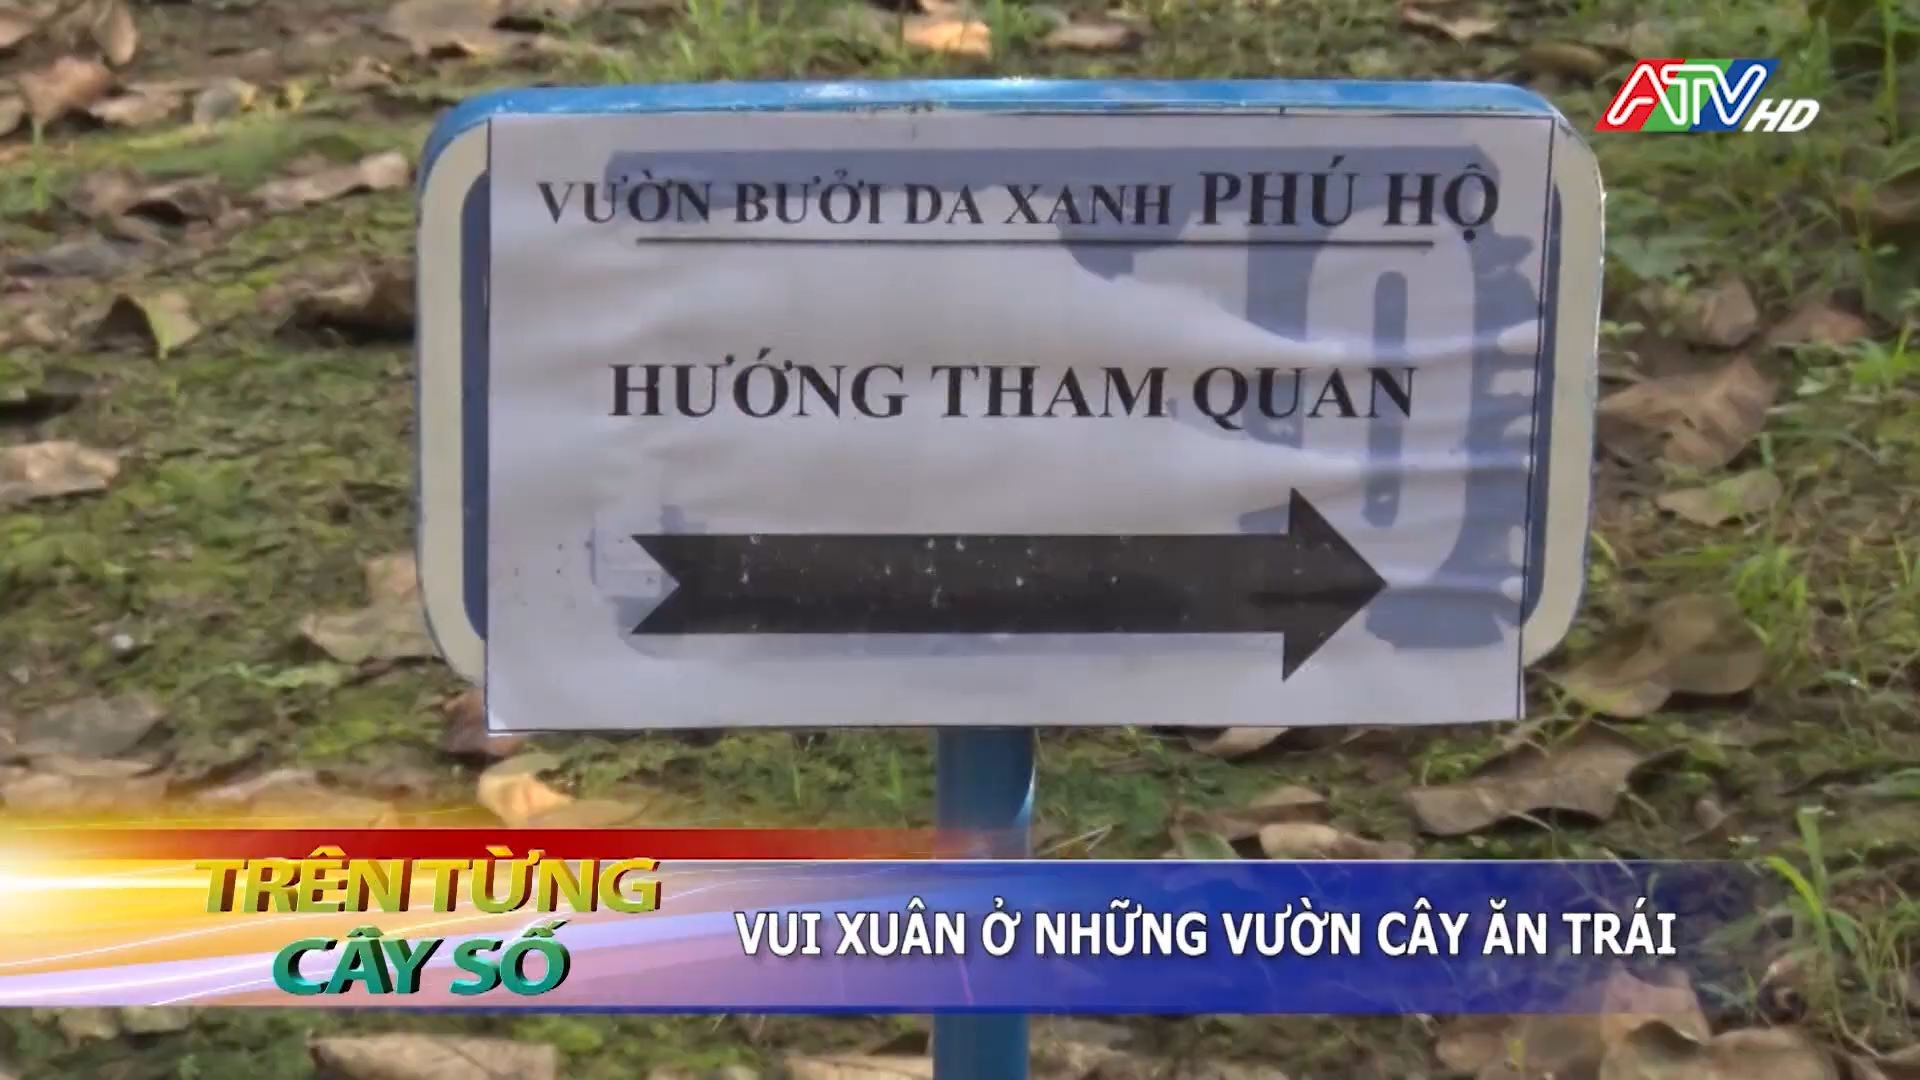 ATV HD
VƯỜN BƯỞI DA XANH PHÚ HỘ
HƯỚNG THAM QUAN
TRÊN TỪNG
CÂY SỐ
VUI XUÂN Ở NHỮNG VƯỜN CÂY ĂN TRÁI